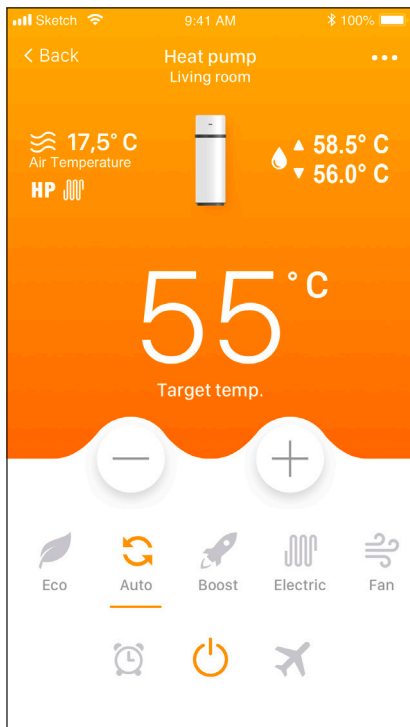 Sketch 9:41 AM 100%
< Back Heat pump •••
Living room
17,5° C ▲ 58.5° C
Air Temperature ▼ 56.0° C
HP
55°C
Target temp.
− +
Eco Auto Boost Electric Fan